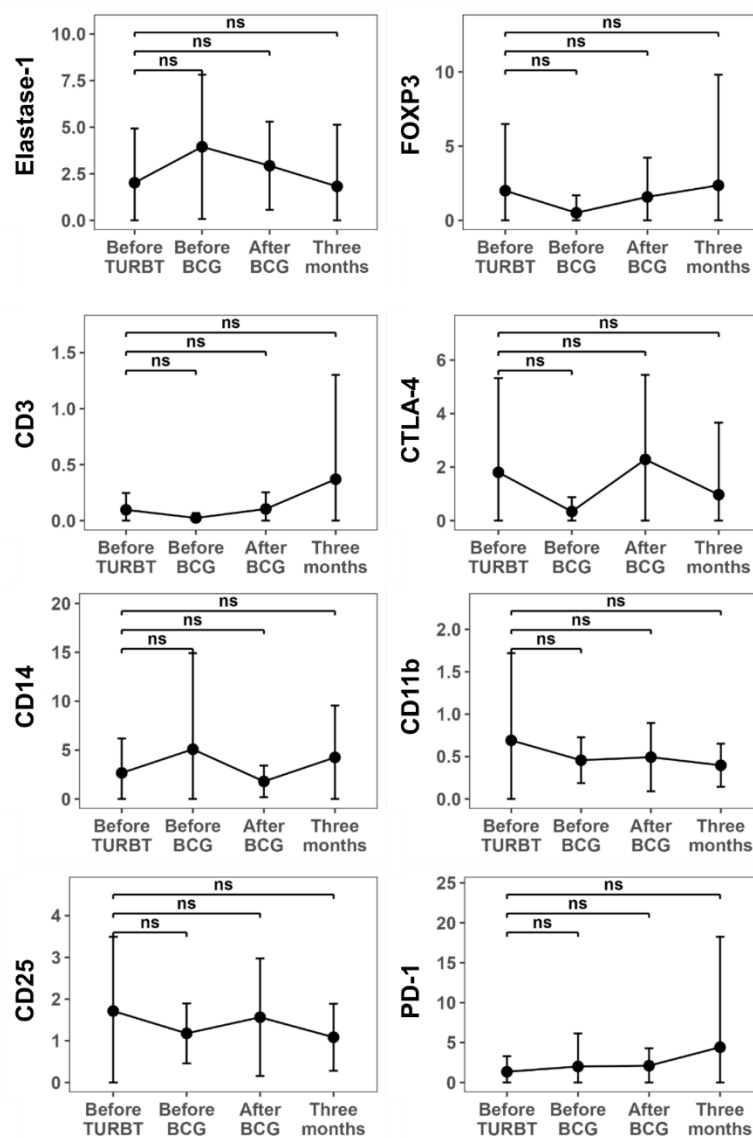 Elastase-1
10.0
7.5
5.0
2.5
0.0
ns
ns
ns
Before TURBT
Before BCG
After BCG
Three months
FOXP3
10
5
0
ns
ns
ns
Before TURBT
Before BCG
After BCG
Three months
CD3
1.5
1.0
0.5
0.0
ns
ns
ns
Before TURBT
Before BCG
After BCG
Three months
CTLA-4
6
4
2
0
ns
ns
ns
Before TURBT
Before BCG
After BCG
Three months
CD14
20
15
10
5
0
ns
ns
ns
Before TURBT
Before BCG
After BCG
Three months
CD11b
2.0
1.5
1.0
0.5
0.0
ns
ns
ns
Before TURBT
Before BCG
After BCG
Three months
CD25
4
3
2
1
0
ns
ns
ns
Before TURBT
Before BCG
After BCG
Three months
PD-1
25
20
15
10
5
0
ns
ns
ns
Before TURBT
Before BCG
After BCG
Three months